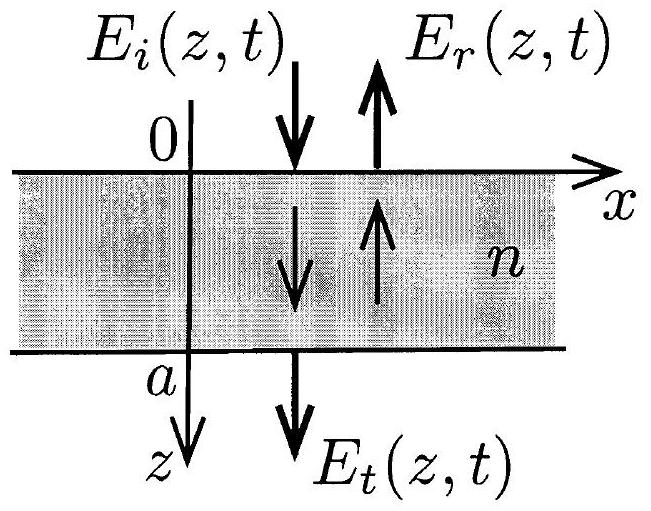 E_i(z, t) E_r(z, t)
0
x
n
a
z
E_t(z, t)